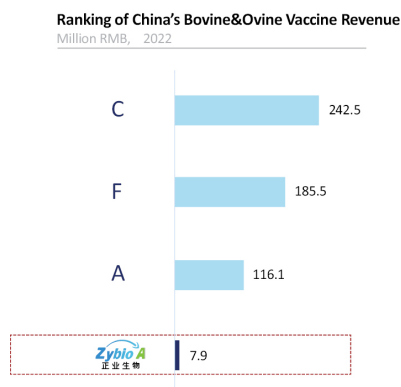 Ranking of China's Bovine&Ovine Vaccine Revenue
Million RMB, 2022
C 242.5
F 185.5
A 116.1
Zybio A 7.9
正业生物